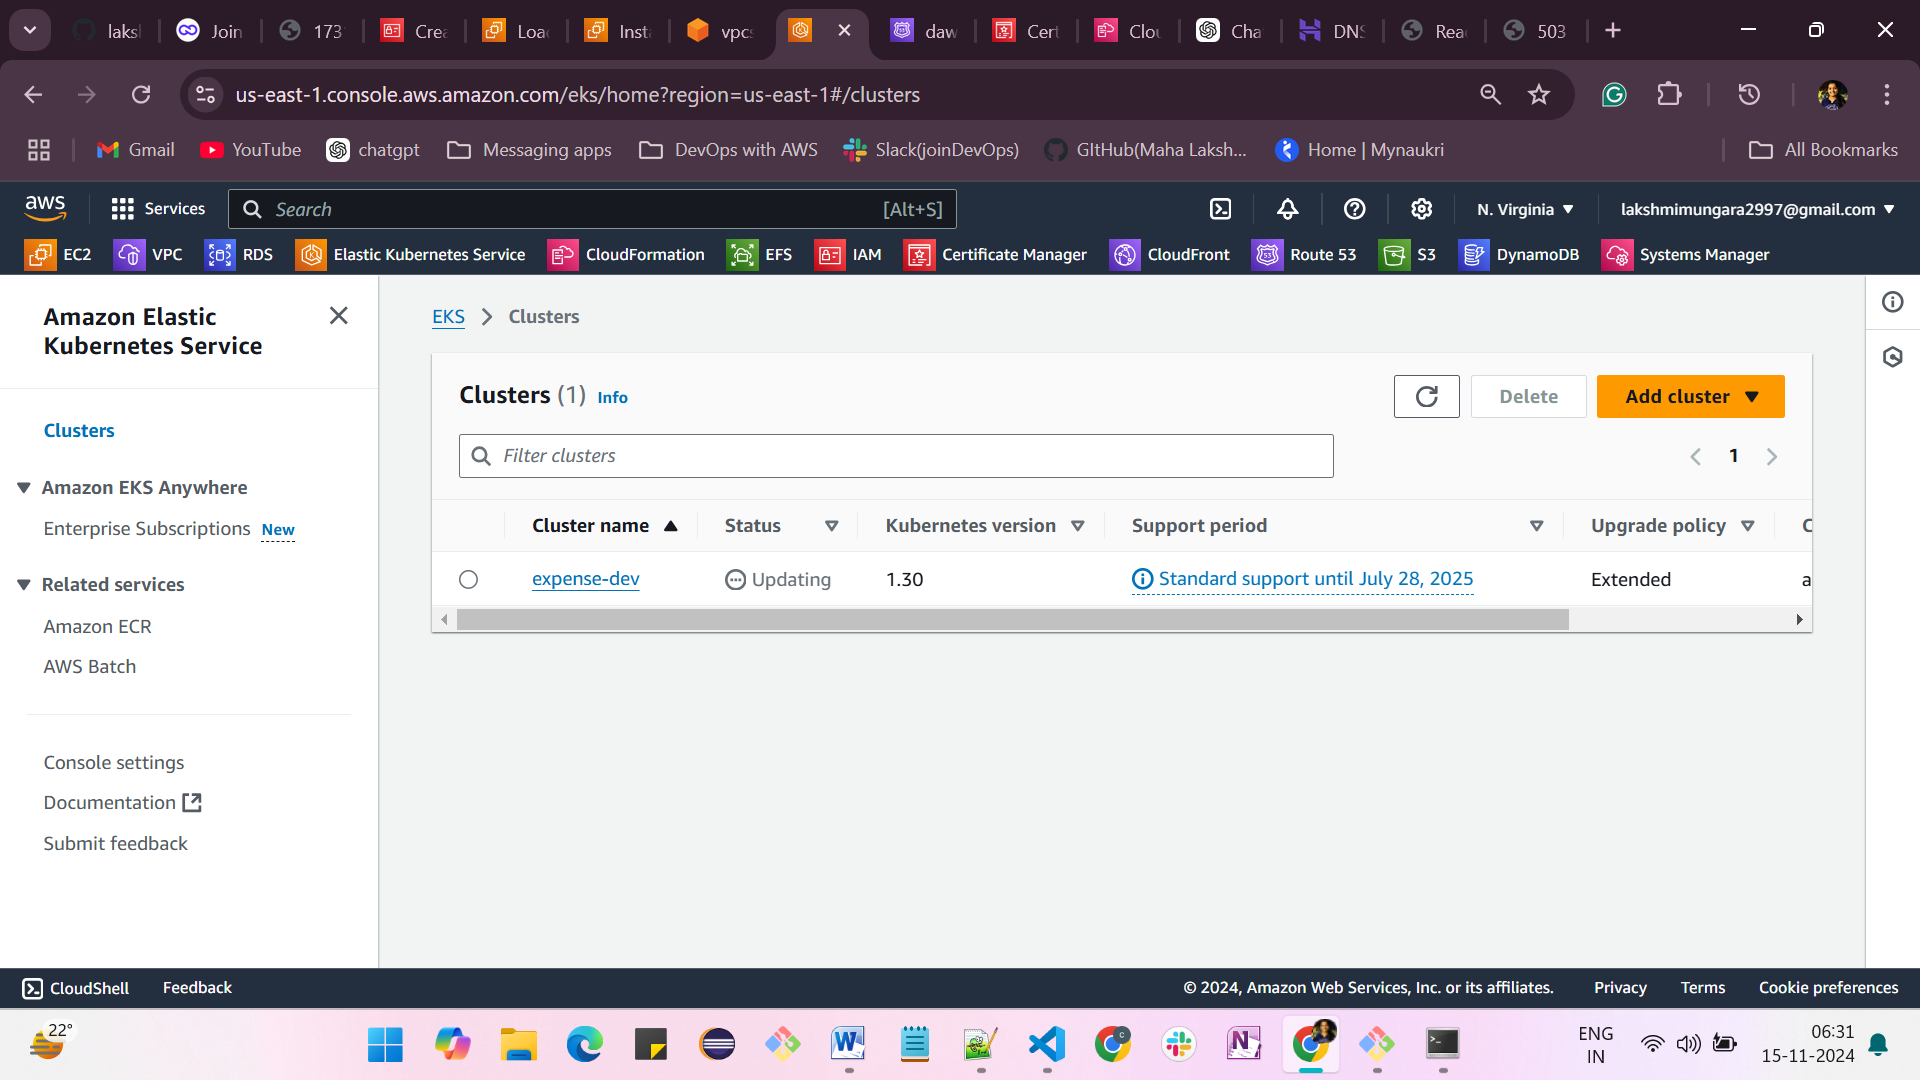 laks
Join
173
Crea
Load
Insta
vpcs
daw
Cert
Clou
Cha
DNS
Rea
503
us-east-1.console.aws.amazon.com/eks/home?region=us-east-1#/clusters
Gmail
YouTube
chatgpt
Messaging apps
DevOps with AWS
Slack(joinDevOps)
GItHub(Maha Laksh...
Home | Mynaukri
All Bookmarks
aws
Services
Search
[Alt+S]
N. Virginia
lakshmimungara2997@gmail.com
EC2
VPC
RDS
Elastic Kubernetes Service
CloudFormation
EFS
IAM
Certificate Manager
CloudFront
Route 53
S3
DynamoDB
Systems Manager
Amazon Elastic
Kubernetes Service
Clusters
Amazon EKS Anywhere
Enterprise Subscriptions New
Related services
Amazon ECR
AWS Batch
Console settings
Documentation
Submit feedback
EKS > Clusters
Clusters (1) Info
Delete
Add cluster
Filter clusters
1
Cluster name
Status
Kubernetes version
Support period
Upgrade policy
C
expense-dev
Updating
1.30
Standard support until July 28, 2025
Extended
a
CloudShell
Feedback
© 2024, Amazon Web Services, Inc. or its affiliates.
Privacy
Terms
Cookie preferences
22°
ENG
IN
06:31
15-11-2024